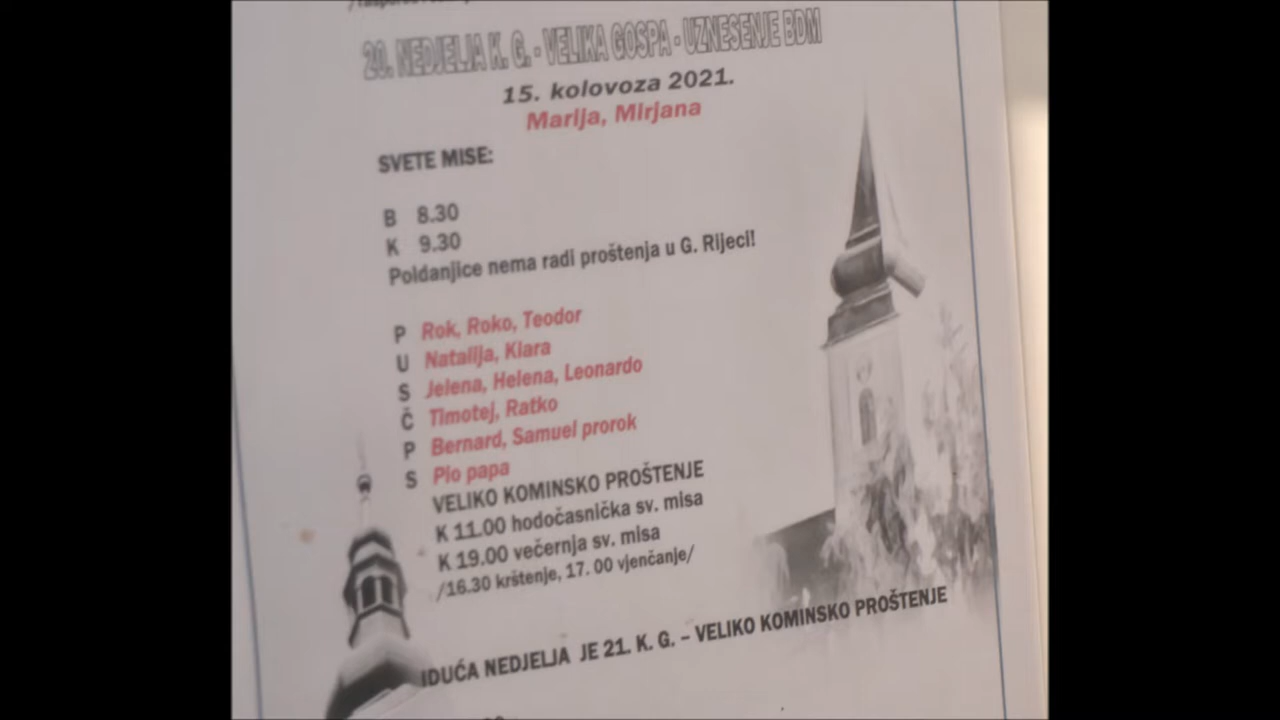 20. NEDJELJA K. G. - VELIKA GOSPA - UZNESENJE BDM
15. kolovoza 2021.
Marija, Mirjana
SVETE MISE:
B 8.30
K 9.30
Poldanjice nema radi proštenja u G. Rijeci!
P Rok, Roko, Teodor
U Natalija, Klara
S Jelena, Helena, Leonardo
Č Timotej, Ratko
P Bernard, Samuel prorok
S Pio papa
VELIKO KOMINSKO PROŠTENJE
K 11.00 hodočasnička sv. misa
K 19.00 večernja sv. misa
/16.30 krštenje, 17. 00 vjenčanje/
IDUĆA NEDJELJA JE 21. K. G. – VELIKO KOMINSKO PROŠTENJE